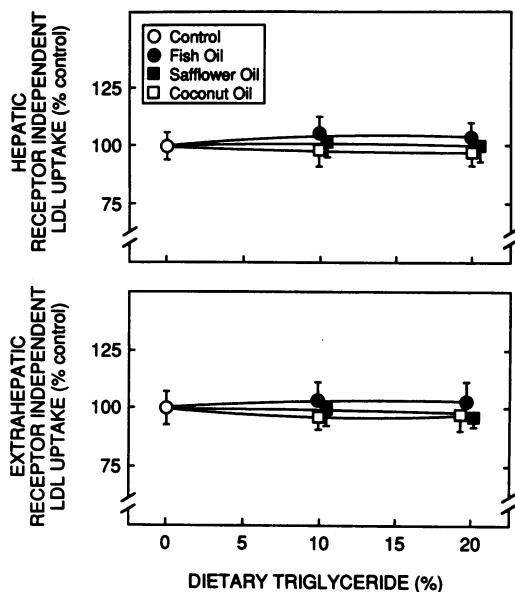 Control
Fish Oil
Safflower Oil
Coconut Oil
HEPATIC
RECEPTOR INDEPENDENT
LDL UPTAKE (% control)
125
100
75
EXTRAHEPATIC
RECEPTOR INDEPENDENT
LDL UPTAKE (% control)
125
100
75
0
5
10
15
20
DIETARY TRIGLYCERIDE (%)